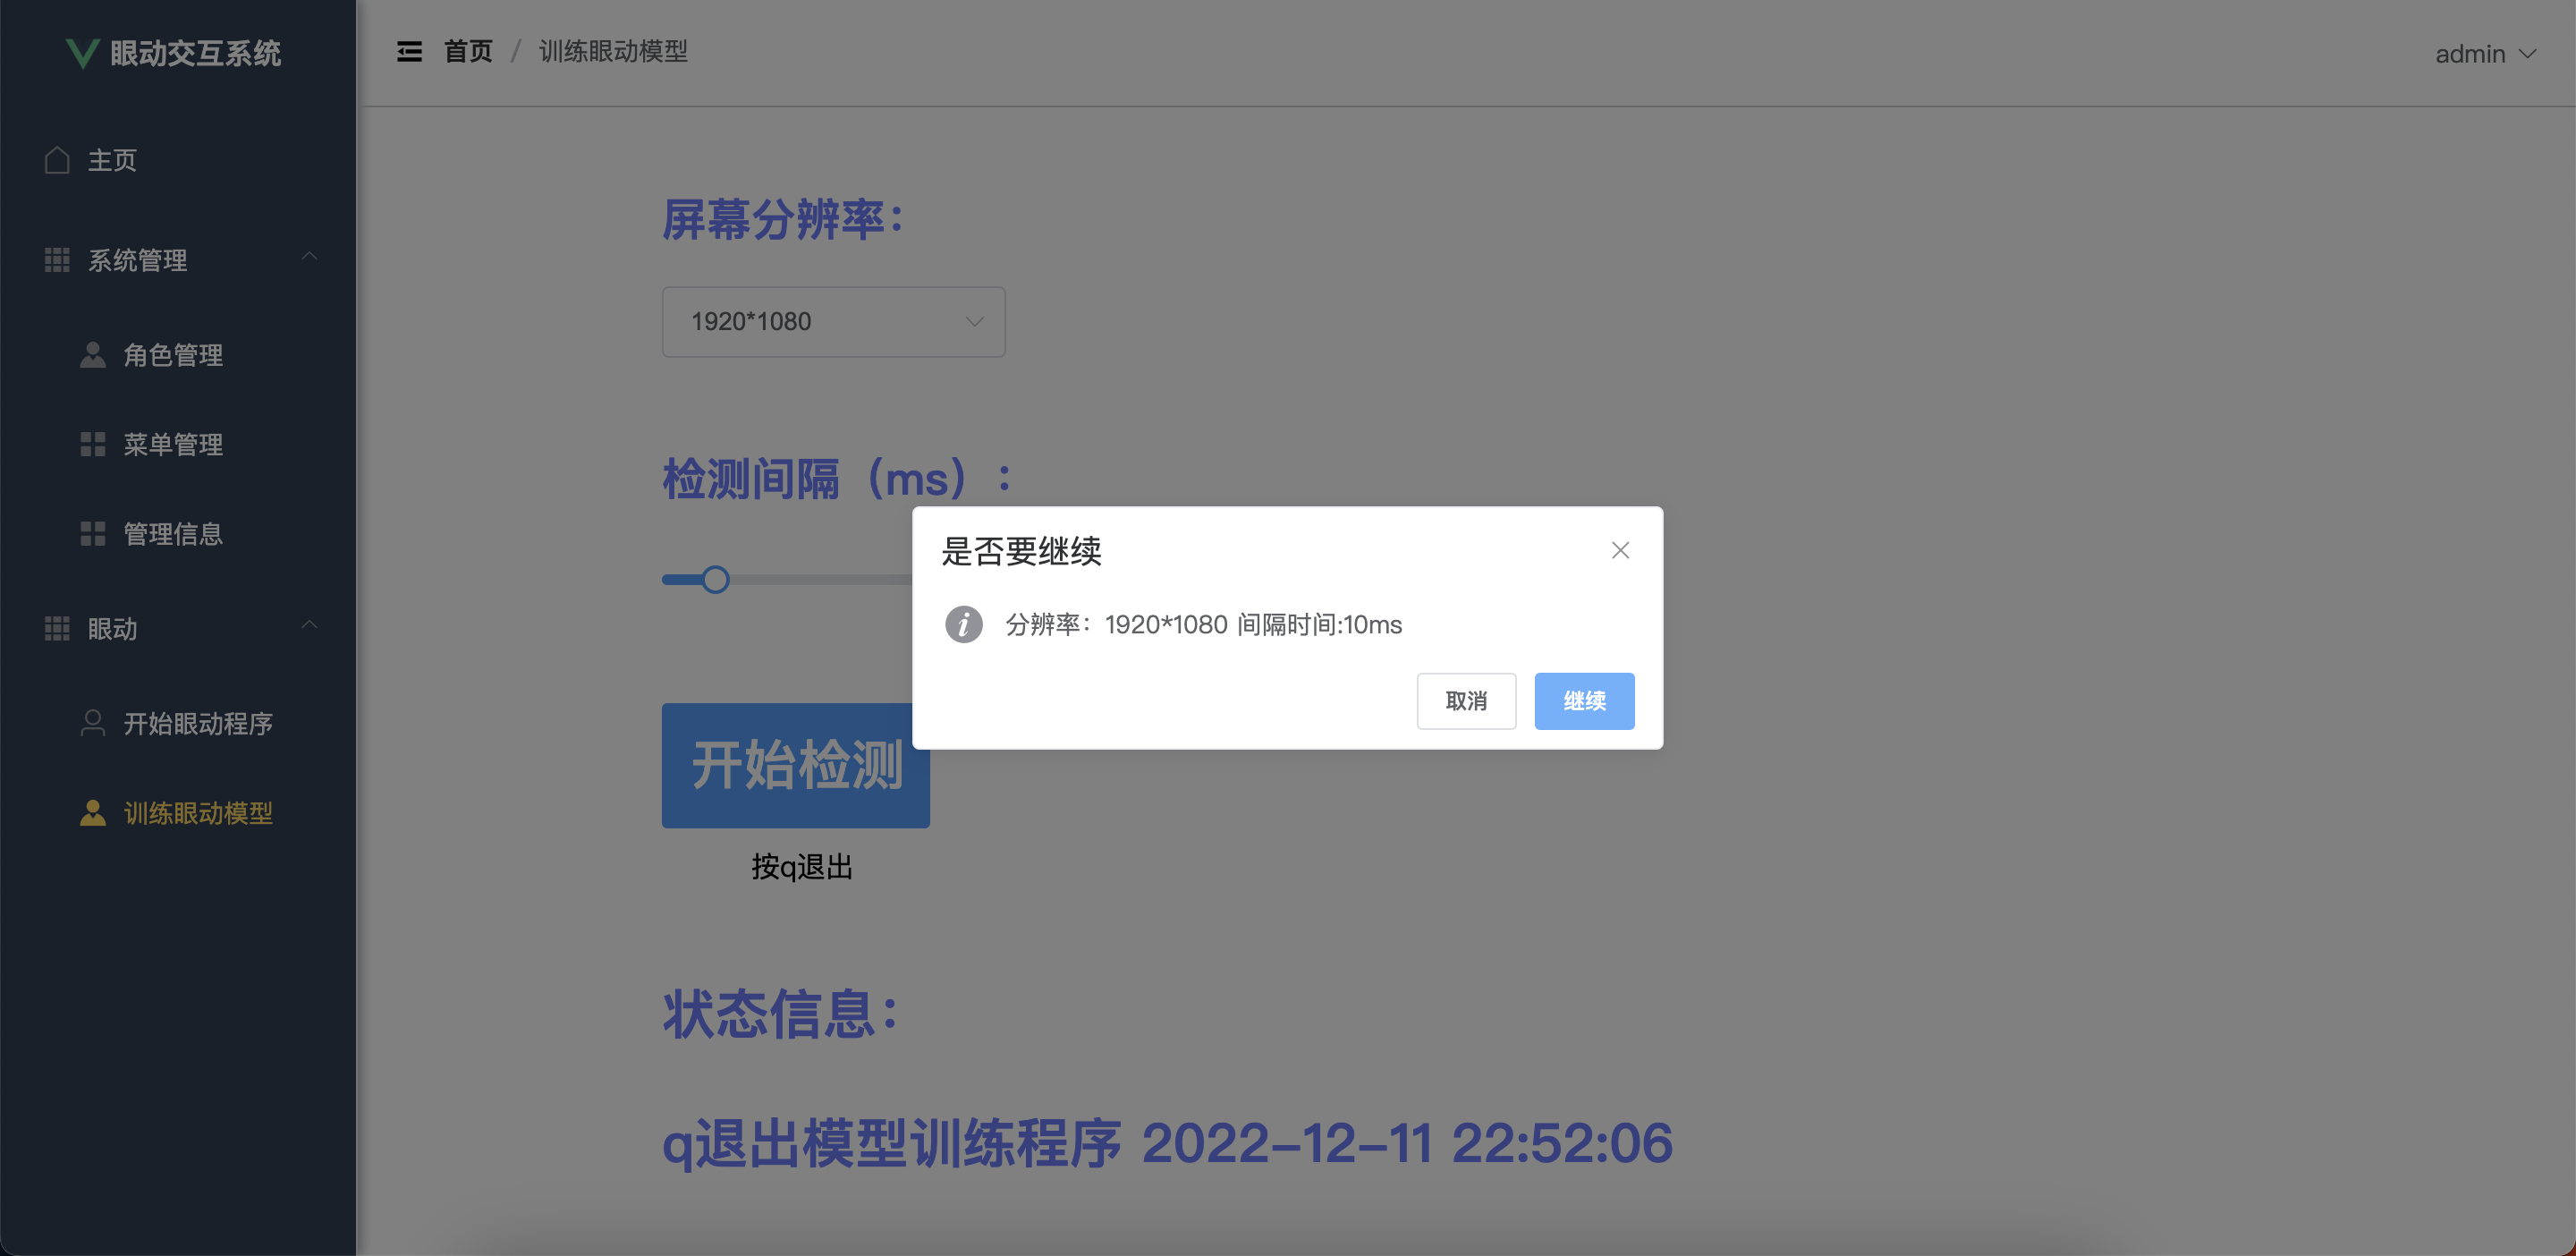 眼动交互系统
首页 / 训练眼动模型
admin
主页
系统管理
角色管理
菜单管理
管理信息
眼动
开始眼动程序
训练眼动模型
屏幕分辨率：
1920*1080
检测间隔（ms）：
是否要继续
分辨率：1920*1080 间隔时间:10ms
取消
继续
开始检测
按q退出
状态信息：
q退出模型训练程序 2022-12-11 22:52:06